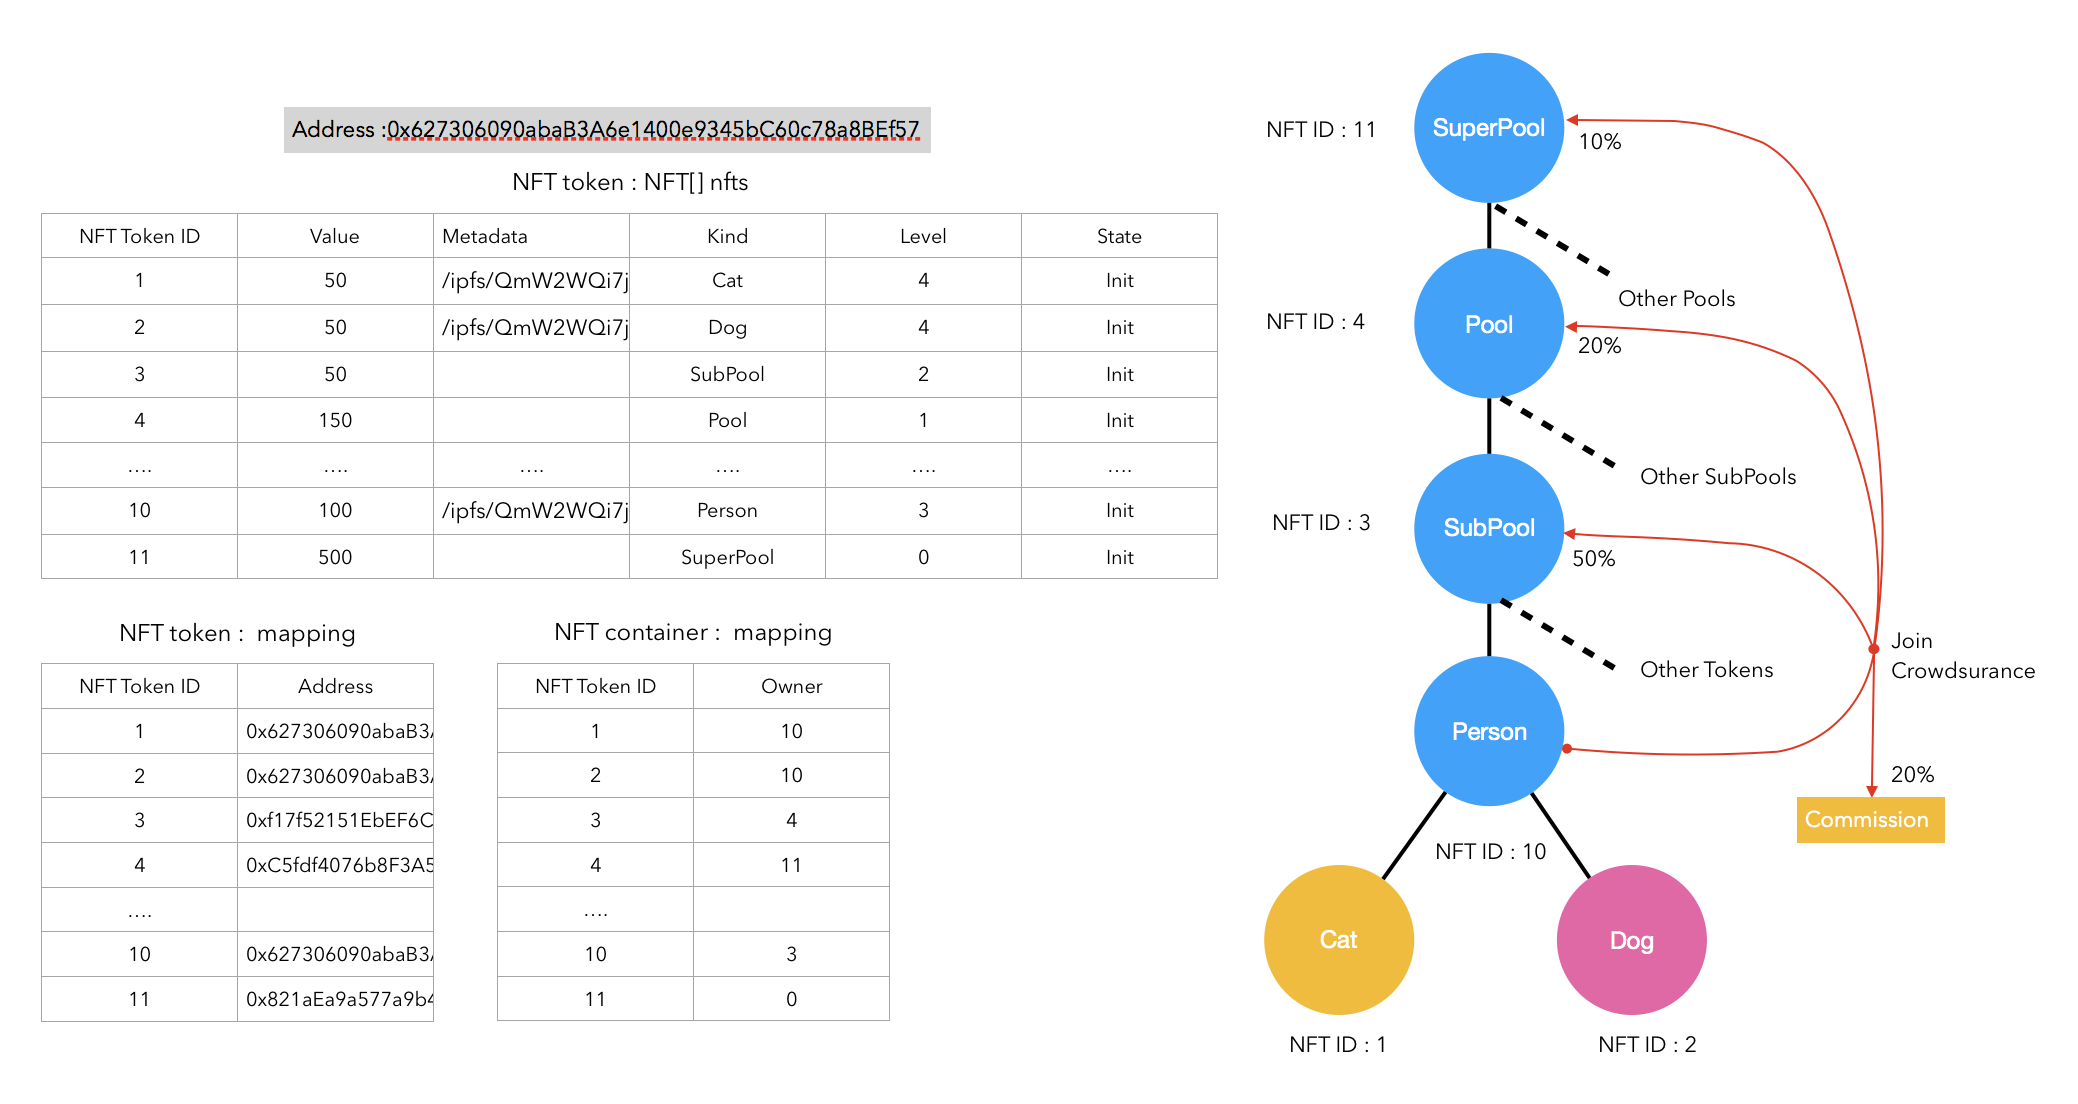 Address :0x627306090abaB3A6e1400e9345bC60c78a8BEf57
NFT token : NFT[] nfts
NFT Token ID Value Metadata Kind Level State
1 50 /ipfs/QmW2WQi7j Cat 4 Init
2 50 /ipfs/QmW2WQi7j Dog 4 Init
3 50 SubPool 2 Init
4 150 Pool 1 Init
.... .... .... .... .... ....
10 100 /ipfs/QmW2WQi7j Person 3 Init
11 500 SuperPool 0 Init
NFT token : mapping
NFT Token ID Address
1 0x627306090abaB3A
2 0x627306090abaB3A
3 0xf17f52151EbEF6C
4 0xC5fdf4076b8F3A5
....
10 0x627306090abaB3A
11 0x821aEa9a577a9b4
NFT container : mapping
NFT Token ID Owner
1 10
2 10
3 4
4 11
....
10 3
11 0
NFT ID : 11
SuperPool
10%
Other Pools
NFT ID : 4
Pool
20%
Other SubPools
NFT ID : 3
SubPool
50%
Other Tokens
Join
Crowdsurance
Person
20%
Commission
NFT ID : 10
Cat
Dog
NFT ID : 1
NFT ID : 2